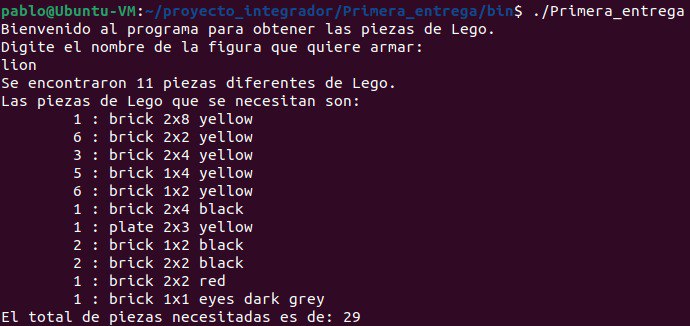 pablo@Ubuntu-VM:~/proyecto_integrador/Primera_entrega/bin$ ./Primera_entrega
Bienvenido al programa para obtener las piezas de Lego.
Digite el nombre de la figura que quiere armar:
lion
Se encontraron 11 piezas diferentes de Lego.
Las piezas de Lego que se necesitan son:
1 : brick 2x8 yellow
6 : brick 2x2 yellow
3 : brick 2x4 yellow
5 : brick 1x4 yellow
6 : brick 1x2 yellow
1 : brick 2x4 black
1 : plate 2x3 yellow
2 : brick 1x2 black
2 : brick 2x2 black
1 : brick 2x2 red
1 : brick 1x1 eyes dark grey
El total de piezas necesitadas es de: 29